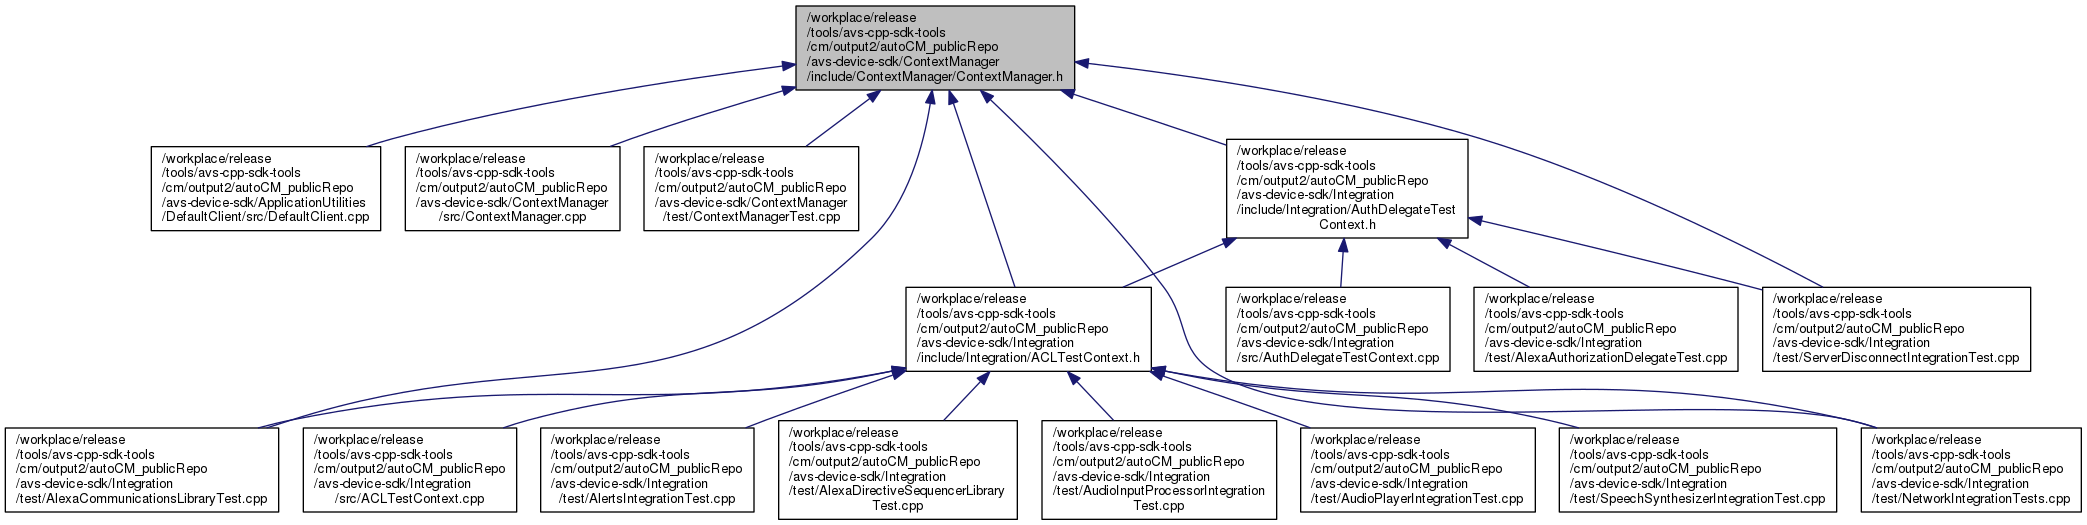 /workplace/release
/tools/avs-cpp-sdk-tools
/cm/output2/autoCM_publicRepo
/avs-device-sdk/ContextManager
/include/ContextManager/ContextManager.h
/workplace/release
/tools/avs-cpp-sdk-tools
/cm/output2/autoCM_publicRepo
/avs-device-sdk/ApplicationUtilities
/DefaultClient/src/DefaultClient.cpp
/workplace/release
/tools/avs-cpp-sdk-tools
/cm/output2/autoCM_publicRepo
/avs-device-sdk/ContextManager
/src/ContextManager.cpp
/workplace/release
/tools/avs-cpp-sdk-tools
/cm/output2/autoCM_publicRepo
/avs-device-sdk/ContextManager
/test/ContextManagerTest.cpp
/workplace/release
/tools/avs-cpp-sdk-tools
/cm/output2/autoCM_publicRepo
/avs-device-sdk/Integration
/include/Integration/AuthDelegateTest
Context.h
/workplace/release
/tools/avs-cpp-sdk-tools
/cm/output2/autoCM_publicRepo
/avs-device-sdk/Integration
/include/Integration/ACLTestContext.h
/workplace/release
/tools/avs-cpp-sdk-tools
/cm/output2/autoCM_publicRepo
/avs-device-sdk/Integration
/src/AuthDelegateTestContext.cpp
/workplace/release
/tools/avs-cpp-sdk-tools
/cm/output2/autoCM_publicRepo
/avs-device-sdk/Integration
/test/AlexaAuthorizationDelegateTest.cpp
/workplace/release
/tools/avs-cpp-sdk-tools
/cm/output2/autoCM_publicRepo
/avs-device-sdk/Integration
/test/ServerDisconnectIntegrationTest.cpp
/workplace/release
/tools/avs-cpp-sdk-tools
/cm/output2/autoCM_publicRepo
/avs-device-sdk/Integration
/test/AlexaCommunicationsLibraryTest.cpp
/workplace/release
/tools/avs-cpp-sdk-tools
/cm/output2/autoCM_publicRepo
/avs-device-sdk/Integration
/src/ACLTestContext.cpp
/workplace/release
/tools/avs-cpp-sdk-tools
/cm/output2/autoCM_publicRepo
/avs-device-sdk/Integration
/test/AlertsIntegrationTest.cpp
/workplace/release
/tools/avs-cpp-sdk-tools
/cm/output2/autoCM_publicRepo
/avs-device-sdk/Integration
/test/AlexaDirectiveSequencerLibrary
Test.cpp
/workplace/release
/tools/avs-cpp-sdk-tools
/cm/output2/autoCM_publicRepo
/avs-device-sdk/Integration
/test/AudioInputProcessorIntegration
Test.cpp
/workplace/release
/tools/avs-cpp-sdk-tools
/cm/output2/autoCM_publicRepo
/avs-device-sdk/Integration
/test/AudioPlayerIntegrationTest.cpp
/workplace/release
/tools/avs-cpp-sdk-tools
/cm/output2/autoCM_publicRepo
/avs-device-sdk/Integration
/test/SpeechSynthesizerIntegrationTest.cpp
/workplace/release
/tools/avs-cpp-sdk-tools
/cm/output2/autoCM_publicRepo
/avs-device-sdk/Integration
/test/NetworkIntegrationTests.cpp